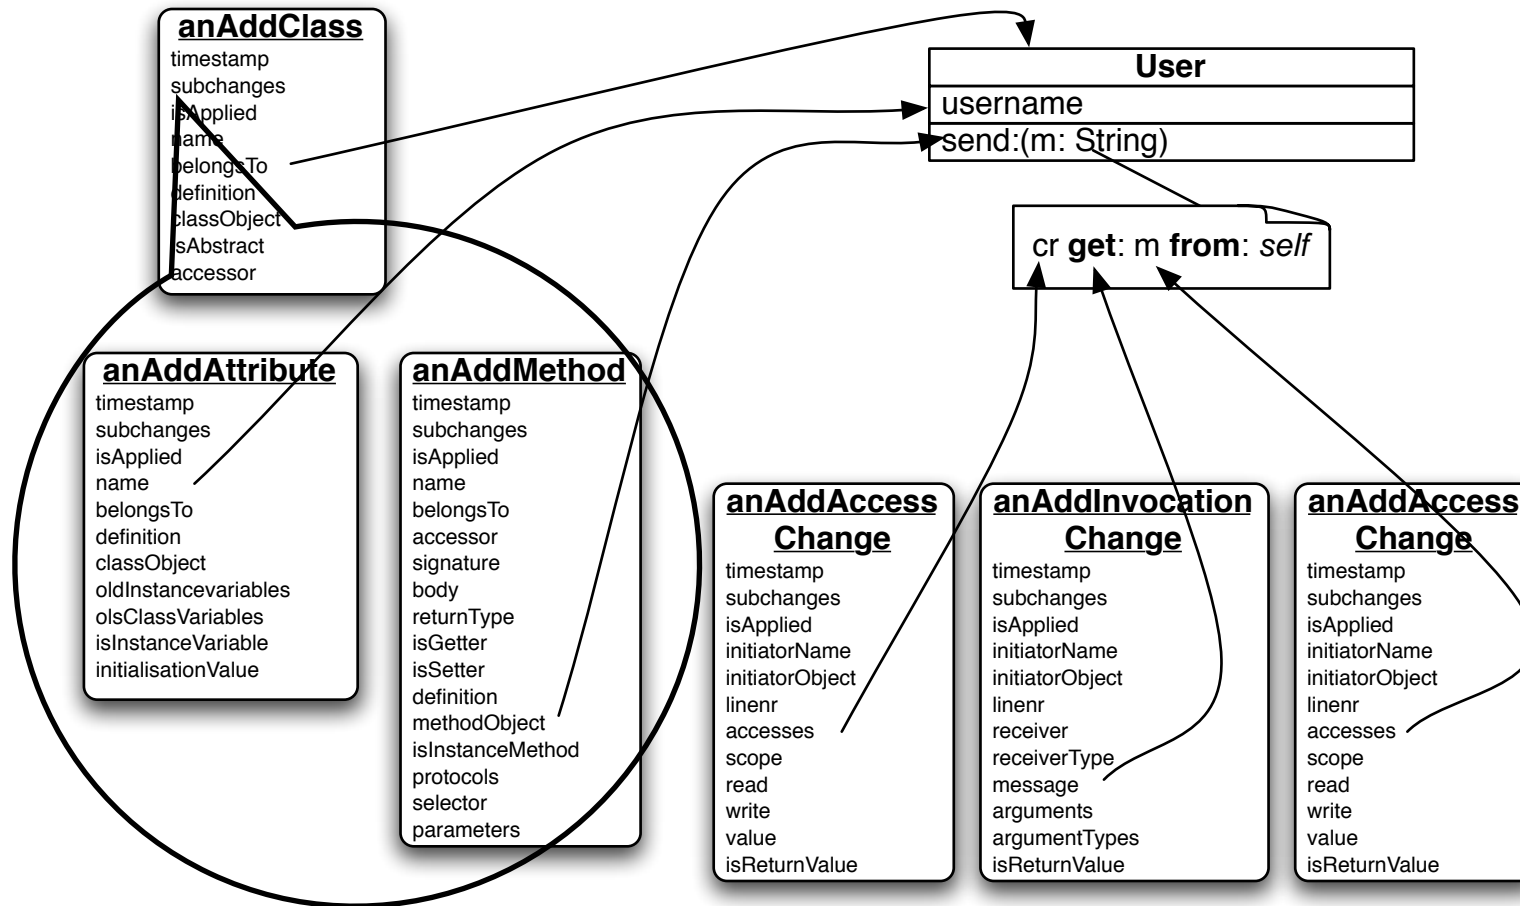 anAddClass
timestamp
subchanges
isApplied
name
belongsTo
definition
classObject
isAbstract
accessor
User
username
send:(m: String)
cr get: m from: self
anAddAttribute
timestamp
subchanges
isApplied
name
belongsTo
definition
classObject
oldInstancevariables
olsClassVariables
isInstanceVariable
initialisationValue
anAddMethod
timestamp
subchanges
isApplied
name
belongsTo
accessor
signature
body
returnType
isGetter
isSetter
definition
methodObject
isInstanceMethod
protocols
selector
parameters
anAddAccess
Change
timestamp
subchanges
isApplied
initiatorName
initiatorObject
linenr
accesses
scope
read
write
value
isReturnValue
anAddInvocation
Change
timestamp
subchanges
isApplied
initiatorName
initiatorObject
linenr
receiver
receiverType
message
arguments
argumentTypes
isReturnValue
anAddAccess
Change
timestamp
subchanges
isApplied
initiatorName
initiatorObject
linenr
accesses
scope
read
write
value
isReturnValue